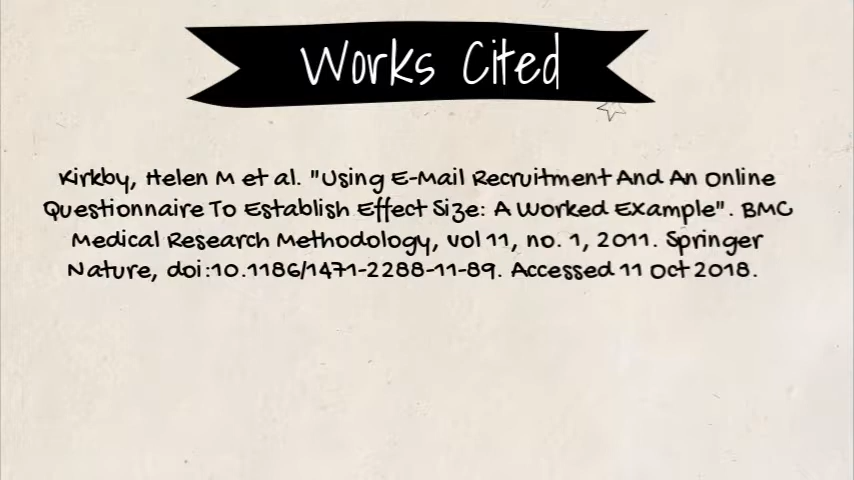 Works Cited
Kirkby, Helen M et al. "Using E-Mail Recruitment And An Online
Questionnaire To Establish Effect Size: A Worked Example". BMC
Medical Research Methodology, vol 11, no. 1, 2011. Springer
Nature, doi:10.1186/1471-2288-11-89. Accessed 11 Oct 2018.